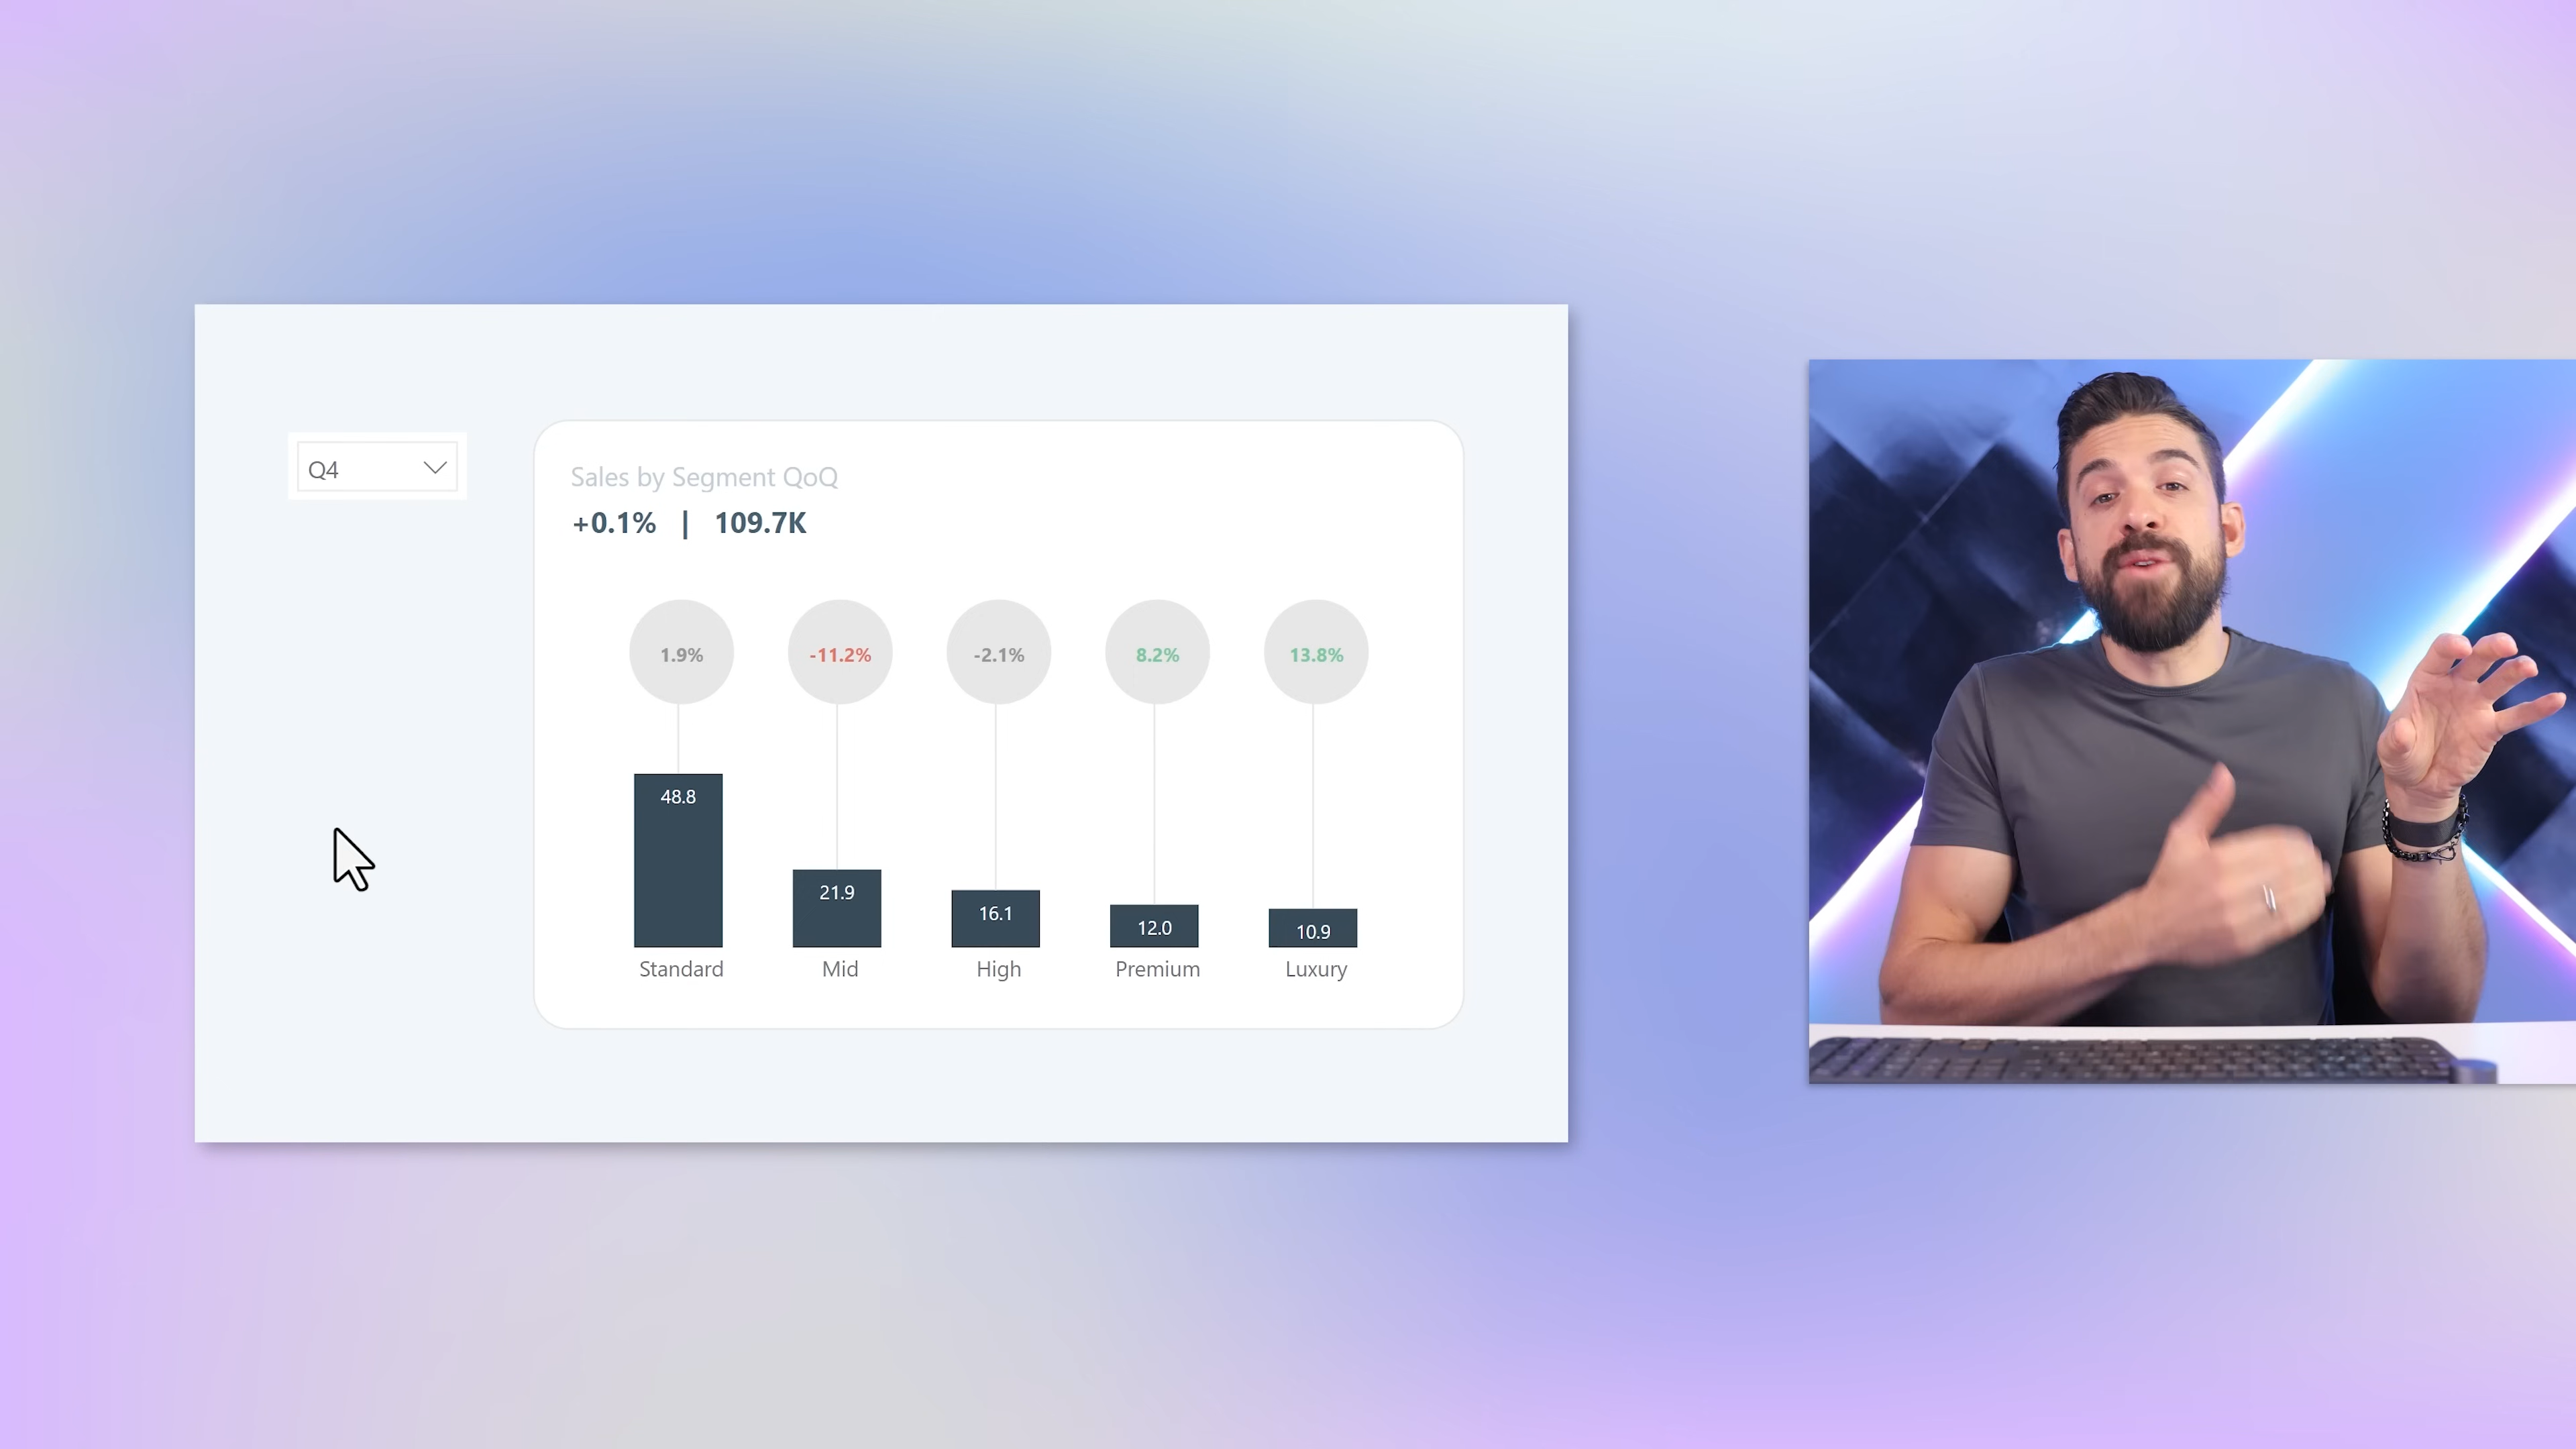 Q4
Sales by Segment QoQ
+0.1% | 109.7K
1.9% -11.2% -2.1% 8.2% 13.8%
48.8
21.9
16.1
12.0
10.9
Standard Mid High Premium Luxury